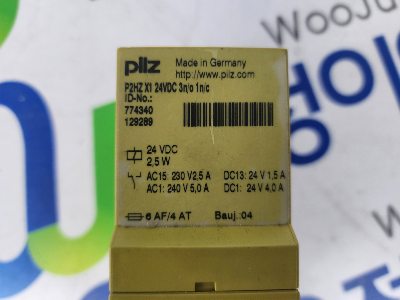 WooJu
pilz
Made in Germany
http://www.pilz.com
P2HZ X1 24VDC 3n/o 1n/c
ID-No.:
774340
129289
24 VDC
2,5 W
AC15: 230 V2,5 A DC13: 24 V 1,5 A
AC1: 240 V 5,0 A DC1: 24 V 4,0 A
6 AF/4 AT Bauj.:04